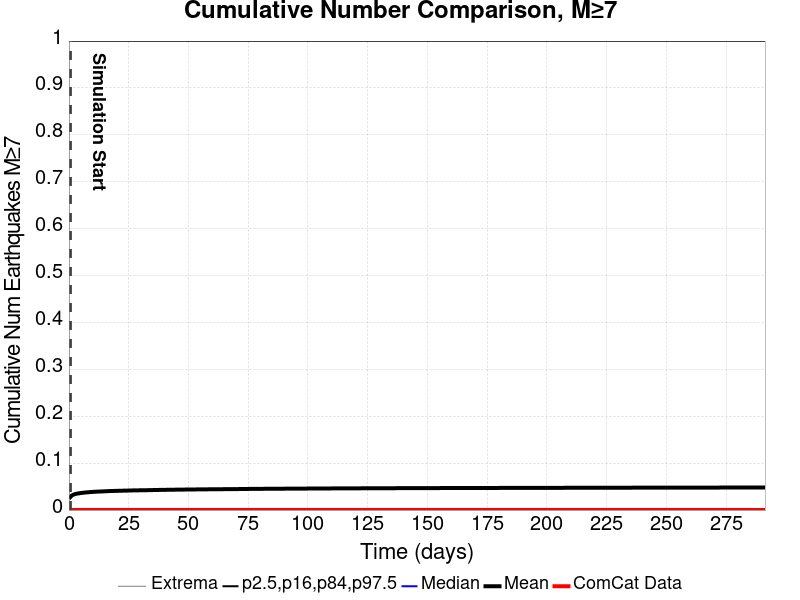 Cumulative Number Comparison, M≥7
Cumulative Num Earthquakes M≥7
1
0.9
0.8
0.7
0.6
0.5
0.4
0.3
0.2
0.1
0
Simulation Start
0 25 50 75 100 125 150 175 200 225 250 275
Time (days)
Extrema p2.5,p16,p84,p97.5 Median Mean ComCat Data